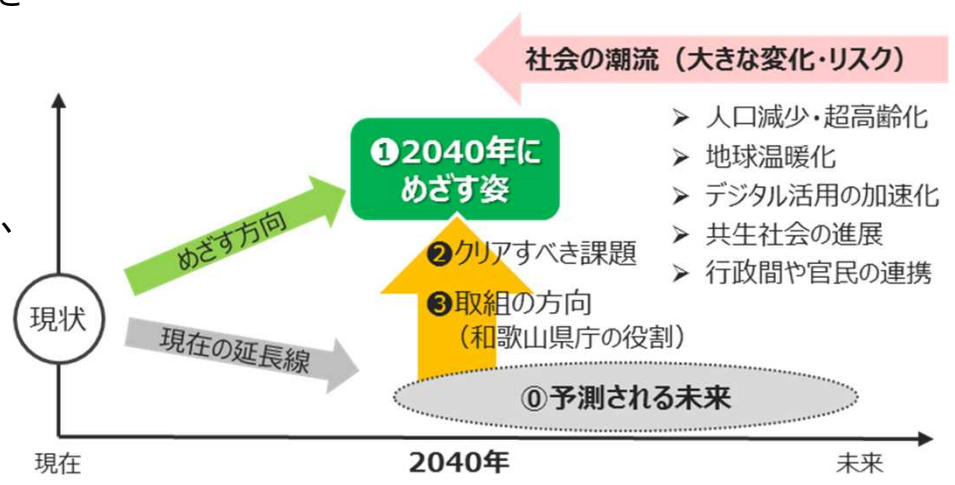 社会の潮流（大きな変化・リスク）
➤ 人口減少・超高齢化
➤ 地球温暖化
➤ デジタル活用の加速化
➤ 共生社会の進展
➤ 行政間や官民の連携
❶2040年に
めざす姿
めざす方向
、
❷クリアすべき課題
❸取組の方向
（和歌山県庁の役割）
現状
現在の延長線
⓪予測される未来
現在
2040年
未来